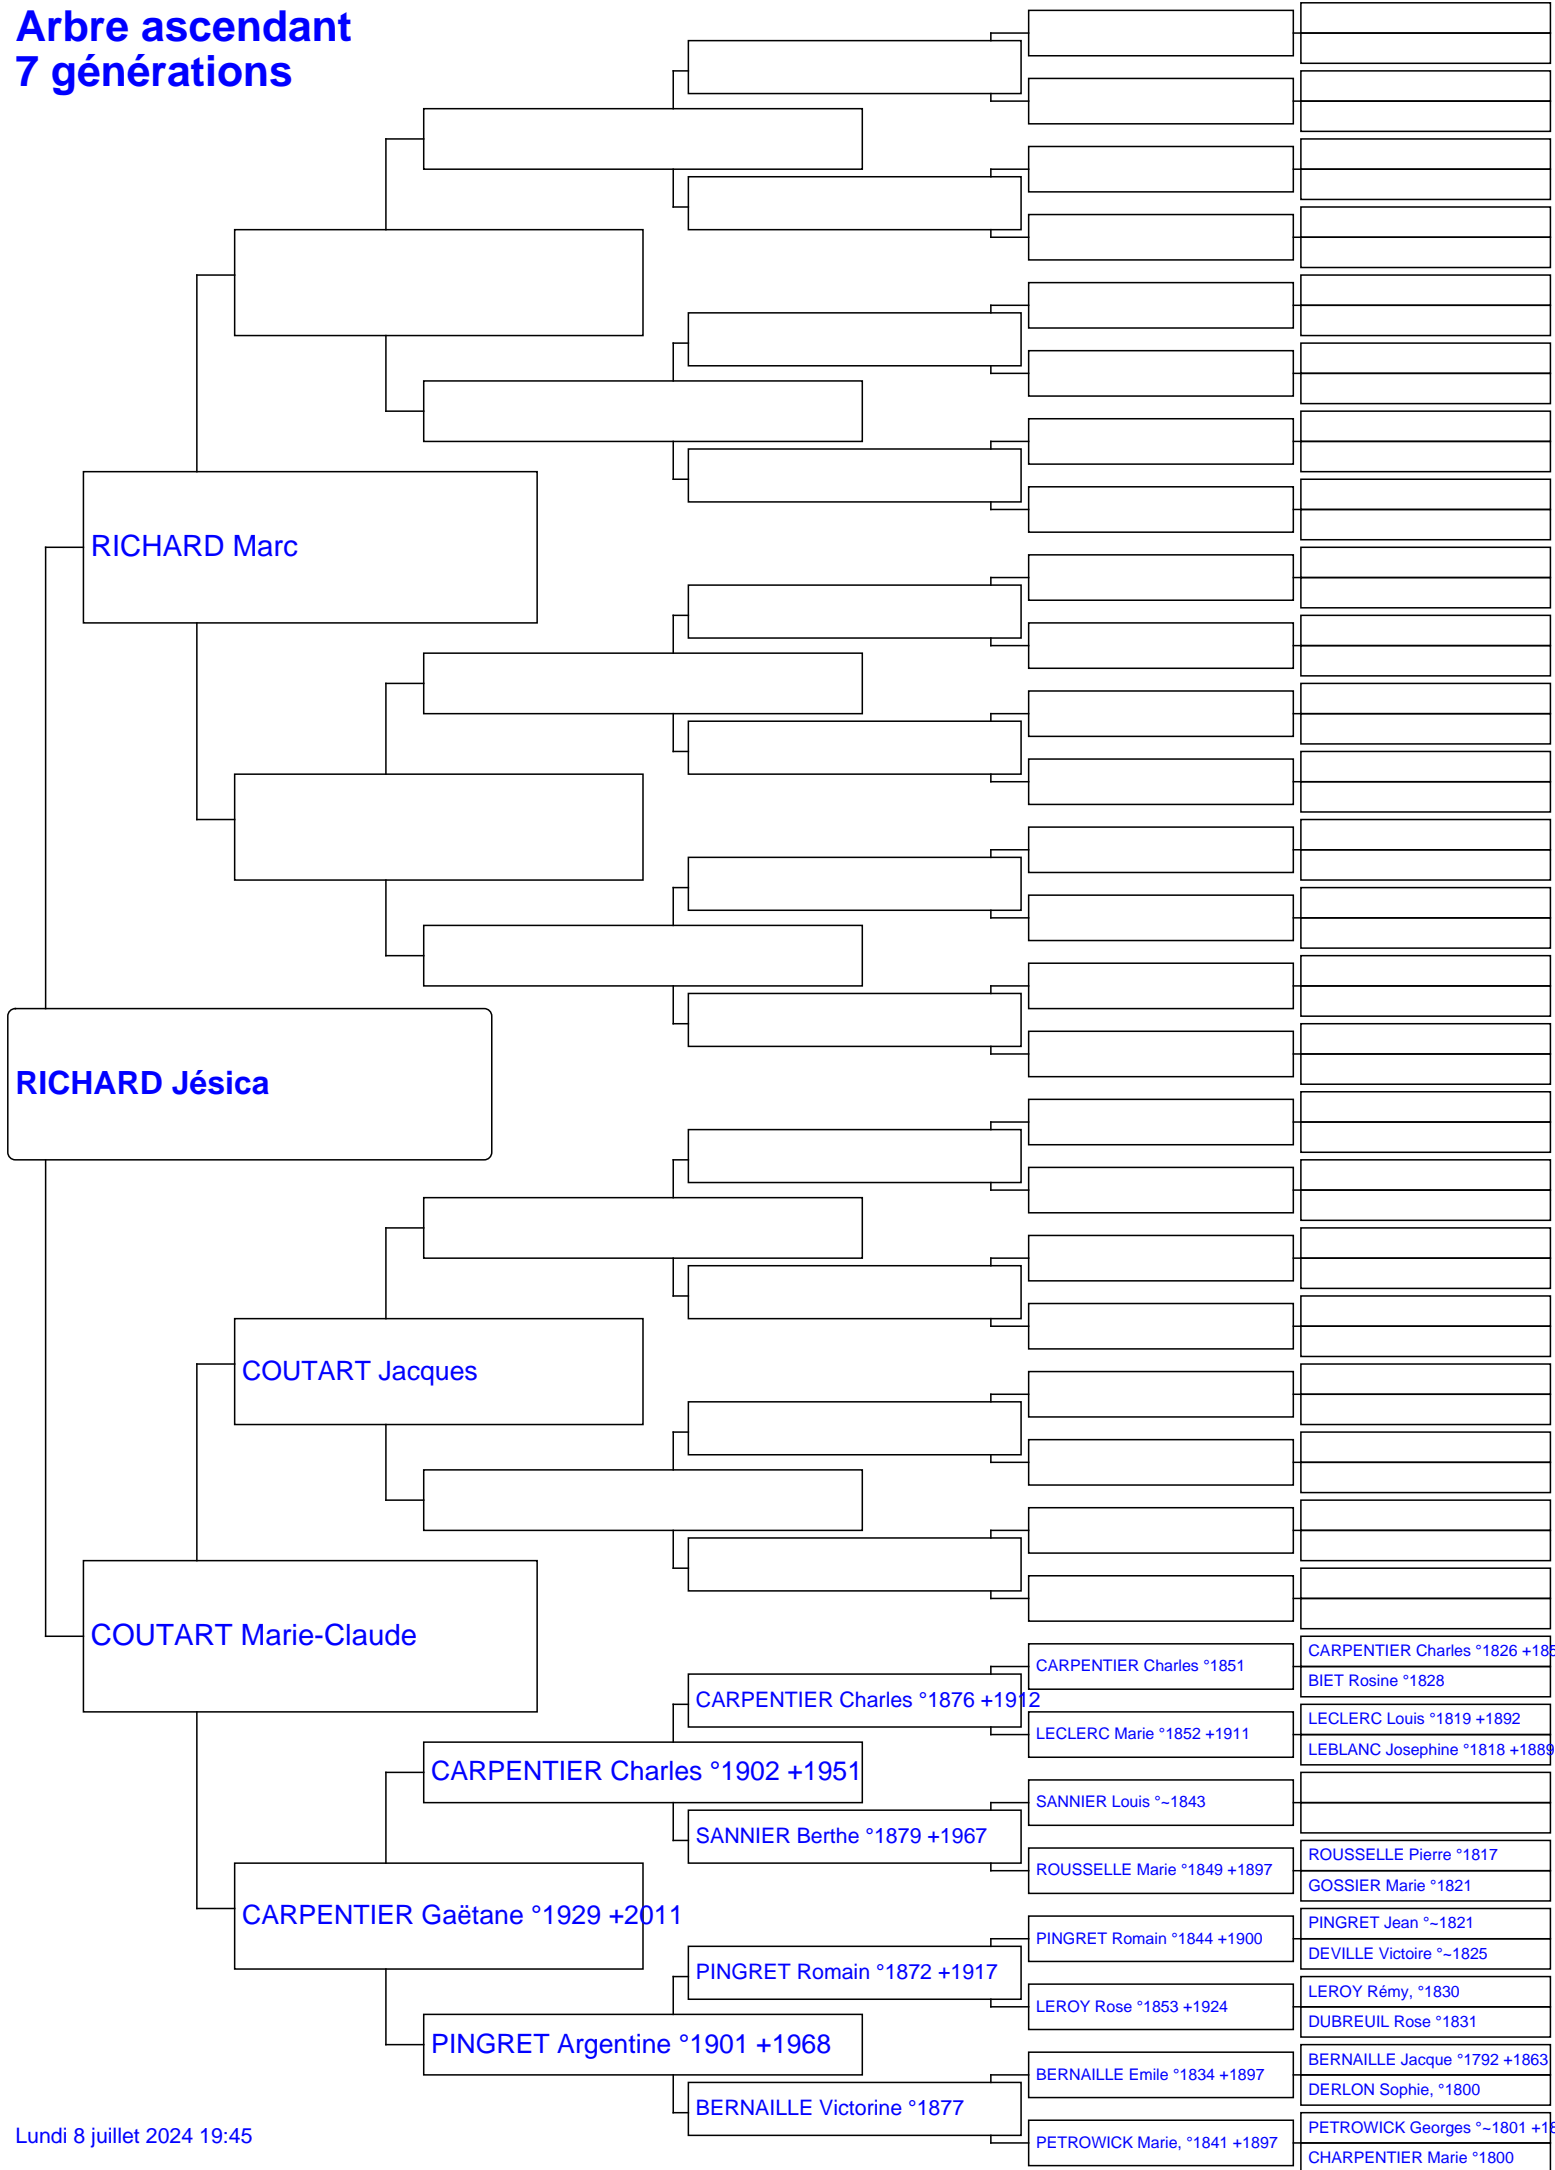 Arbre ascendant
7 générations
RICHARD Marc
RICHARD Jésica
COUTART Jacques
COUTART Marie-Claude
CARPENTIER Charles °1826 +185
CARPENTIER Charles °1851
BIET Rosine °1828
CARPENTIER Charles °1876 +1912
LECLERC Louis °1819 +1892
LECLERC Marie °1852 +1911
LEBLANC Josephine °1818 +1889
CARPENTIER Charles °1902 +1951
SANNIER Louis °~1843
SANNIER Berthe °1879 +1967
ROUSSELLE Pierre °1817
ROUSSELLE Marie °1849 +1897
GOSSIER Marie °1821
CARPENTIER Gaëtane °1929 +2011
PINGRET Jean °~1821
PINGRET Romain °1844 +1900
DEVILLE Victoire °~1825
PINGRET Romain °1872 +1917
LEROY Rémy, °1830
LEROY Rose °1853 +1924
DUBREUIL Rose °1831
PINGRET Argentine °1901 +1968
BERNAILLE Jacque °1792 +1863
BERNAILLE Emile °1834 +1897
DERLON Sophie, °1800
BERNAILLE Victorine °1877
PETROWICK Georges °~1801 +18
PETROWICK Marie, °1841 +1897
CHARPENTIER Marie °1800
Lundi 8 juillet 2024 19:45